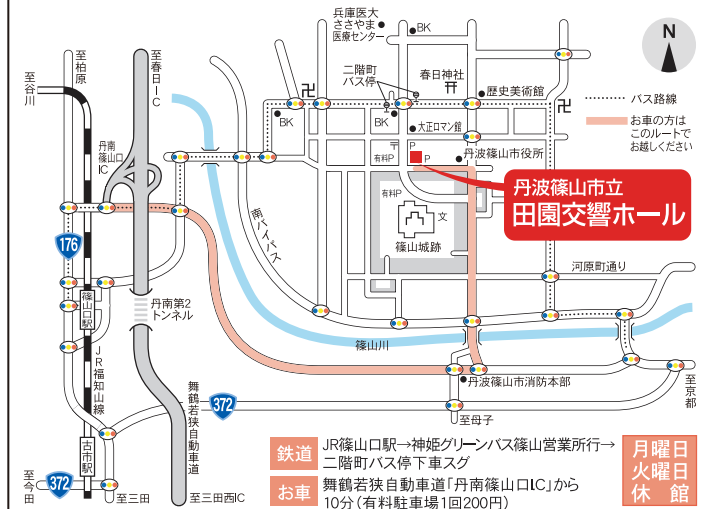 兵庫医大
ささやま
医療センター
BK
N
至柏原
至春日IC
至谷川
二階町
バス停
春日神社
歴史美術館
BK
BK
大正ロマン館
バス路線
お車の方は
このルートで
お越しください
丹南
篠山口
IC
〒
P
有料P
P
丹波篠山市役所
丹波篠山市立
田園交響ホール
有料P
文
篠山城跡
南バイパス
176
河原町通り
篠山口駅
丹南第2
トンネル
篠山川
JR福知山線
舞鶴若狭自動車道
丹波篠山市消防本部
至京都
372
至母子
古市駅
至今田
372
至三田
至三田西IC
鉄道
JR篠山口駅→神姫グリーンバス篠山営業所行→
二階町バス停下車スグ
お車
舞鶴若狭自動車道「丹南篠山口I.C」から
10分（有料駐車場1回200円）
月曜日
火曜日
休館